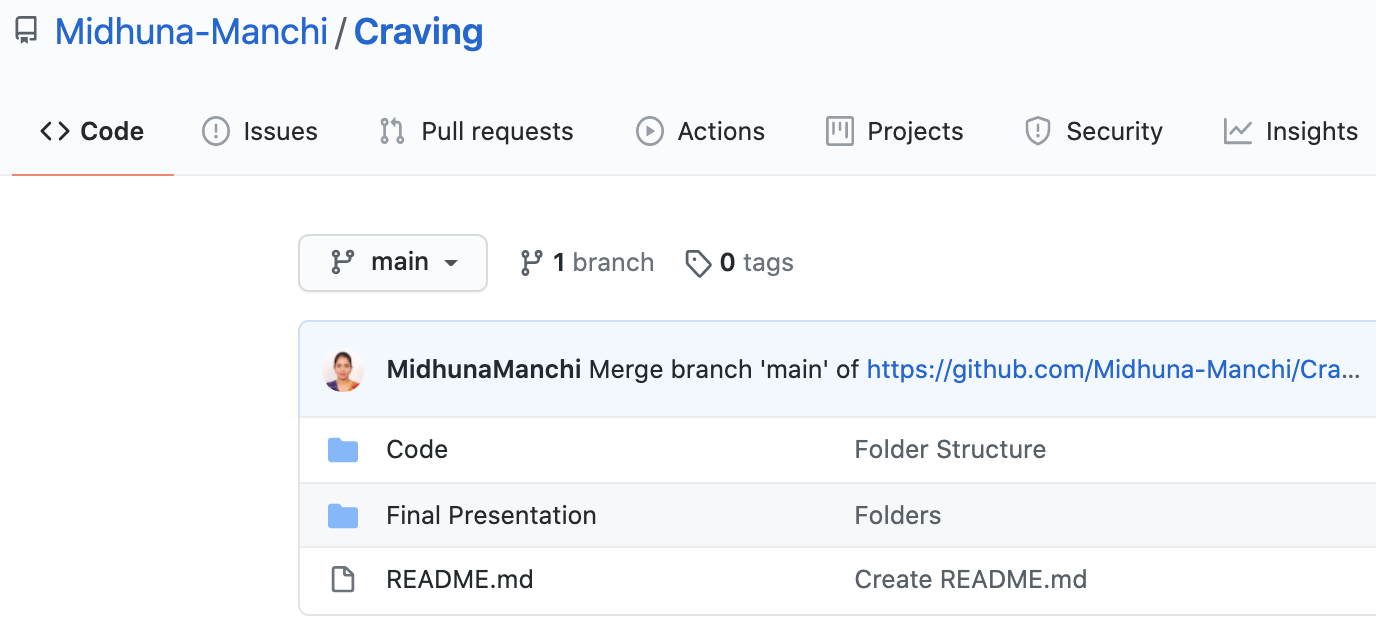 Midhuna-Manchi / Craving
Code Issues Pull requests Actions Projects Security Insights
main 1 branch 0 tags
MidhunaManchi Merge branch 'main' of https://github.com/Midhuna-Manchi/Cra...
Code Folder Structure
Final Presentation Folders
README.md Create README.md